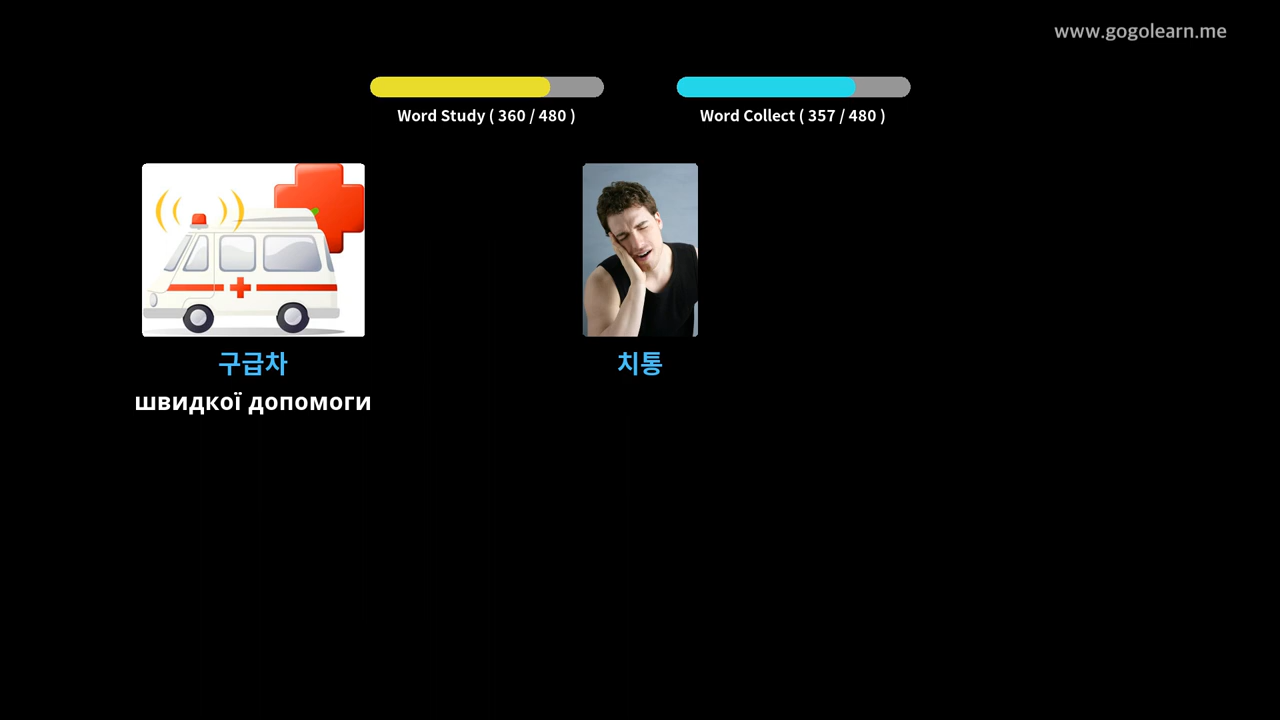 www.gogolearn.me
Word Study ( 360 / 480 )
Word Collect ( 357 / 480 )
구급차
치통
швидкої допомоги